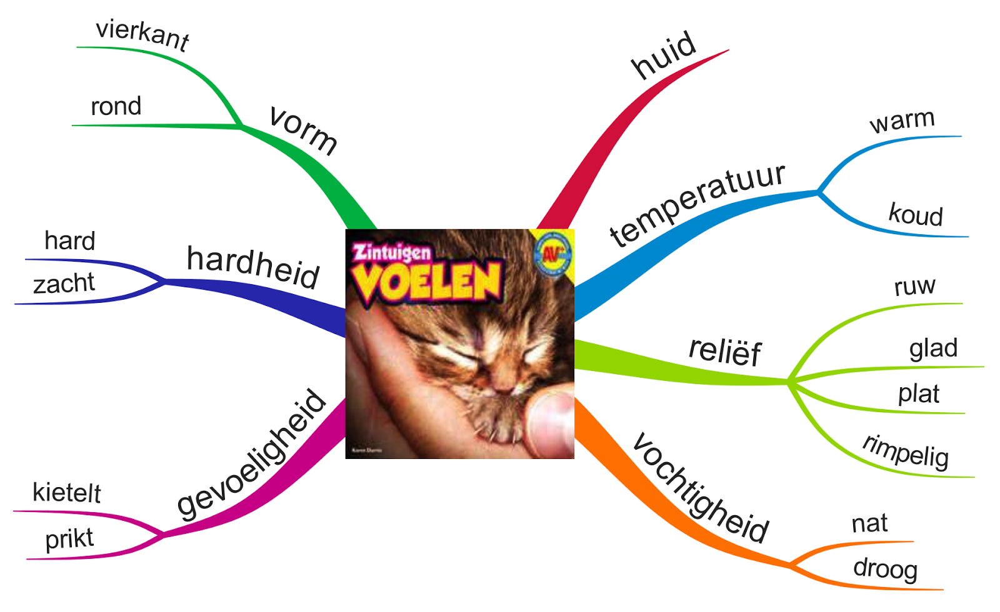 vierkant
rond
vorm
hard
zacht
hardheid
kietelt
prikt
gevoeligheid
Zintuigen
VOELEN
AV
huid
temperatuur
warm
koud
reliëf
ruw
glad
plat
rimpelig
vochtigheid
nat
droog